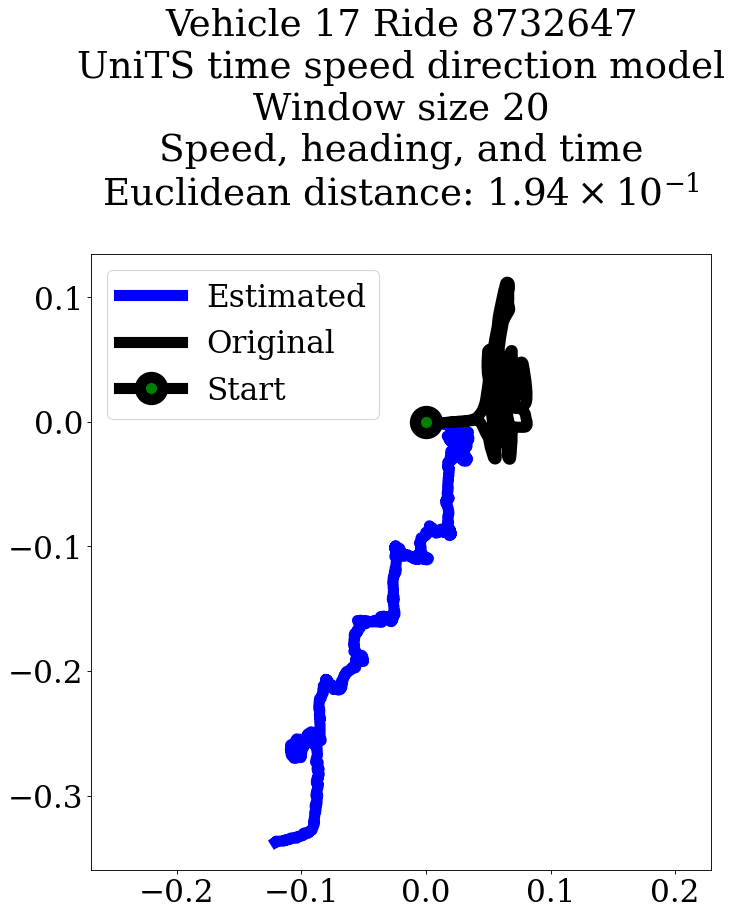 Vehicle 17 Ride 8732647
UniTS time speed direction model
Window size 20
Speed, heading, and time
Euclidean distance: 1.94 × 10⁻¹
Estimated
Original
Start
0.1
0.0
−0.1
−0.2
−0.3
−0.2
−0.1
0.0
0.1
0.2